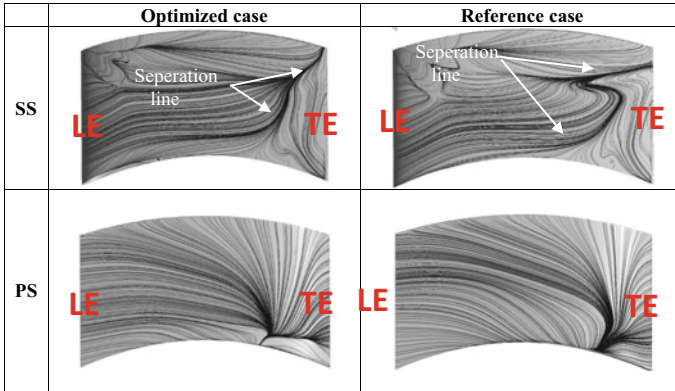 Optimized case Reference case
SS
Seperation
line
LE
TE
Seperation
line
LE
TE
PS
LE
TE
LE
TE